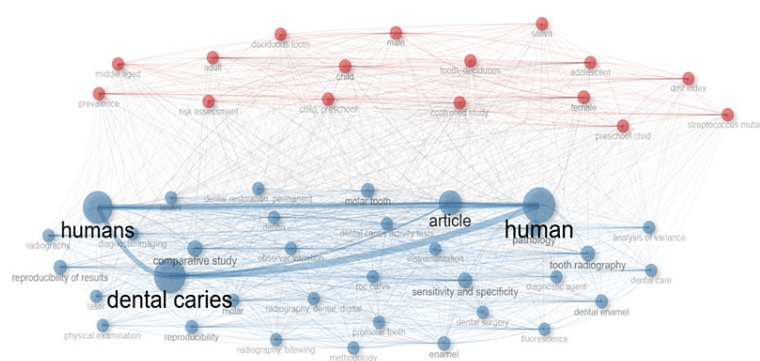 saliva
deciduous tooth
male
adult
tooth, deciduous
middle aged
child
adolescent
dmf index
prevalence
risk assessment
child, preschool
controlled study
female
streptococcus muta
preschool child
dental restoration, permanent
molar tooth
article
humans
human
dental caries activity tests
pathology
analysis of variance
radiography
diagnostic imaging
comparative study
observer variation
instrumentation
tooth radiography
reproducibility of results
dental caries
roc curve
sensitivity and specificity
diagnostic agent
dental care
laser
molar
radiography, dental, digital
dental enamel
dental surgery
physical examination
reproducibility
premolar tooth
fluorescence
radiography, bitewing
methodology
enamel